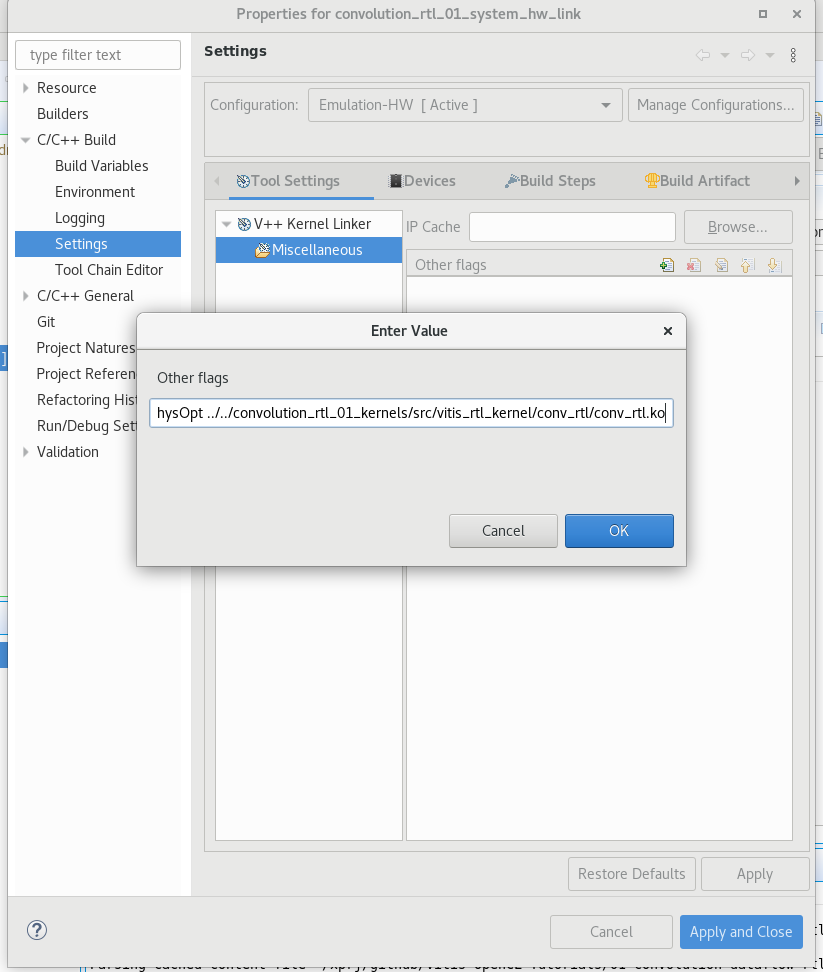 Properties for convolution_rtl_01_system_hw_link
type filter text
Resource
Builders
C/C++ Build
Build Variables
Environment
Logging
Settings
Tool Chain Editor
C/C++ General
Git
Project Natures
Project Referen
Refactoring Hist
Run/Debug Sett
Validation
Settings
Configuration:
Emulation-HW [ Active ]
Manage Configurations...
Tool Settings
Devices
Build Steps
Build Artifact
V++ Kernel Linker
Miscellaneous
IP Cache
Browse...
Other flags
Enter Value
Other flags
hysOpt ../../convolution_rtl_01_kernels/src/vitis_rtl_kernel/conv_rtl/conv_rtl.ko
Cancel
OK
Restore Defaults
Apply
?
Cancel
Apply and Close